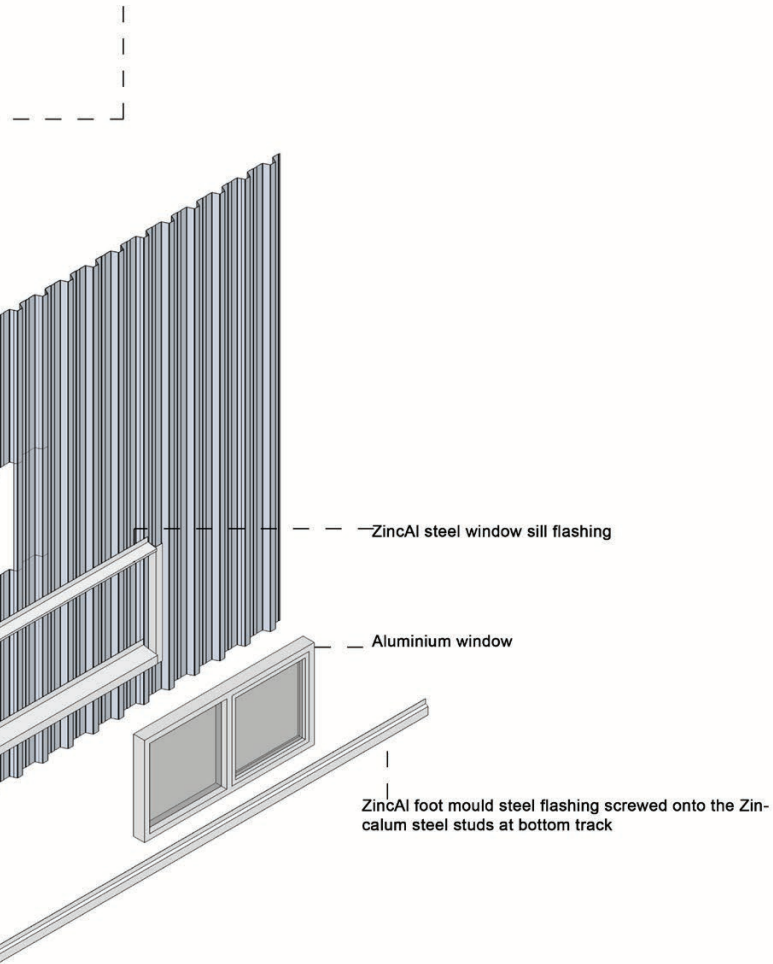 ZincAl steel window sill flashing
Aluminium window
ZincAl foot mould steel flashing screwed onto the Zin-
calum steel studs at bottom track